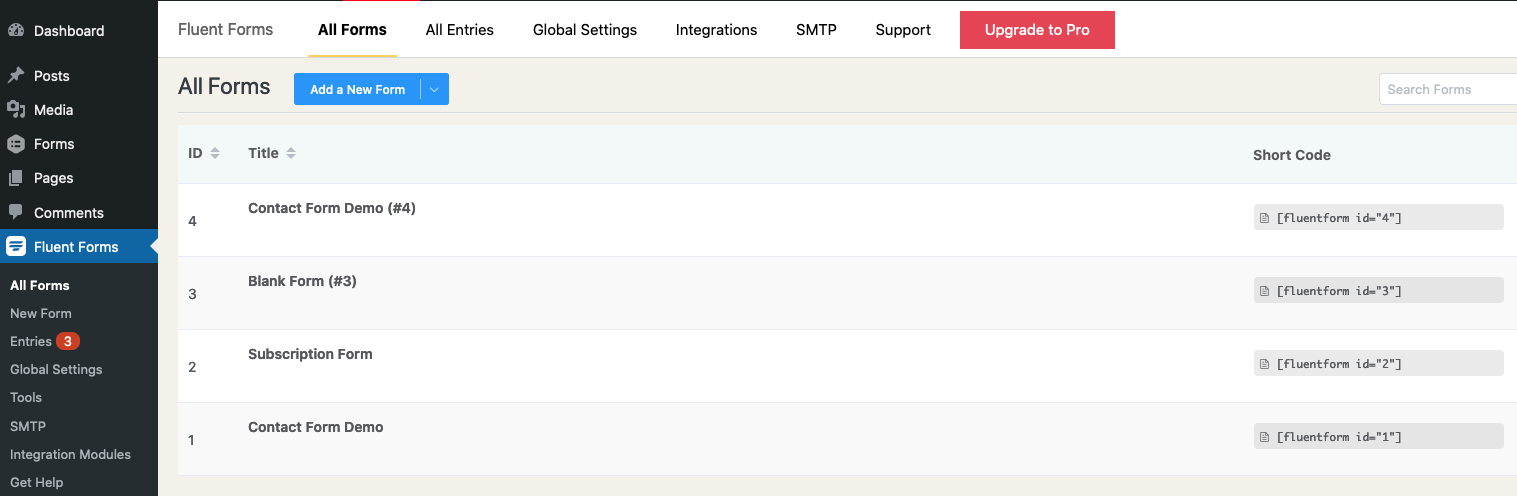 Dashboard
Posts
Media
Forms
Pages
Comments
Fluent Forms
All Forms
New Form
Entries 3
Global Settings
Tools
SMTP
Integration Modules
Get Help
Fluent Forms All Forms All Entries Global Settings Integrations SMTP Support Upgrade to Pro
All Forms Add a New Form Search Forms
ID Title Short Code
4 Contact Form Demo (#4) [fluentform id="4"]
3 Blank Form (#3) [fluentform id="3"]
2 Subscription Form [fluentform id="2"]
1 Contact Form Demo [fluentform id="1"]